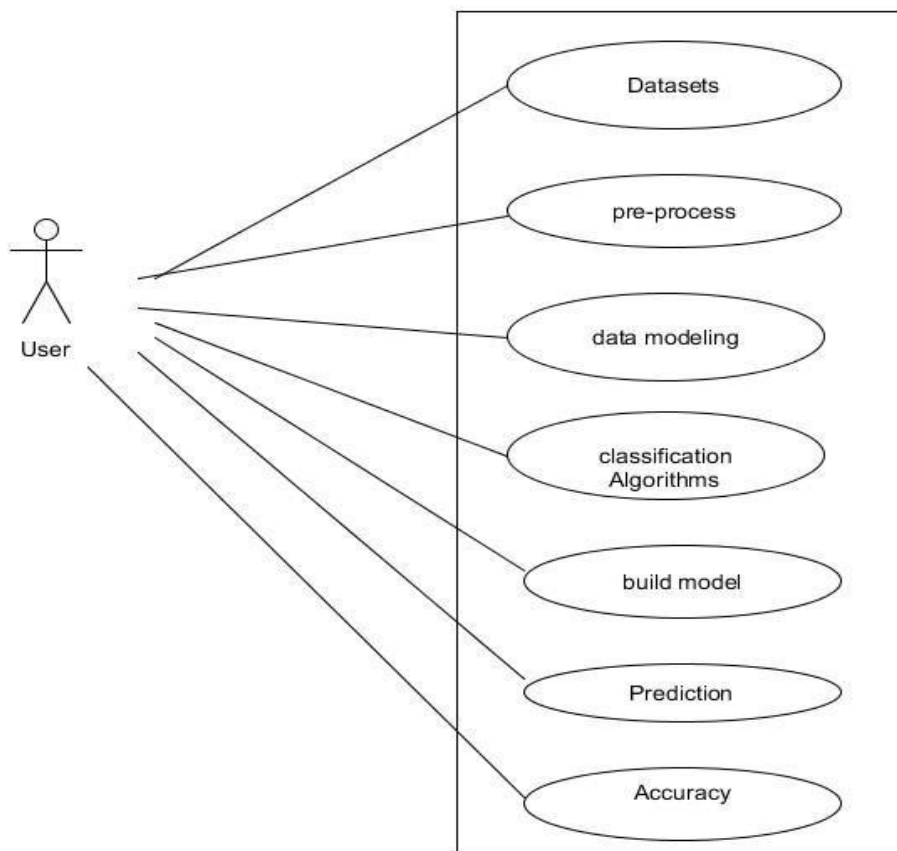 Datasets
pre-process
User
data modeling
classification
Algorithms
build model
Prediction
Accuracy